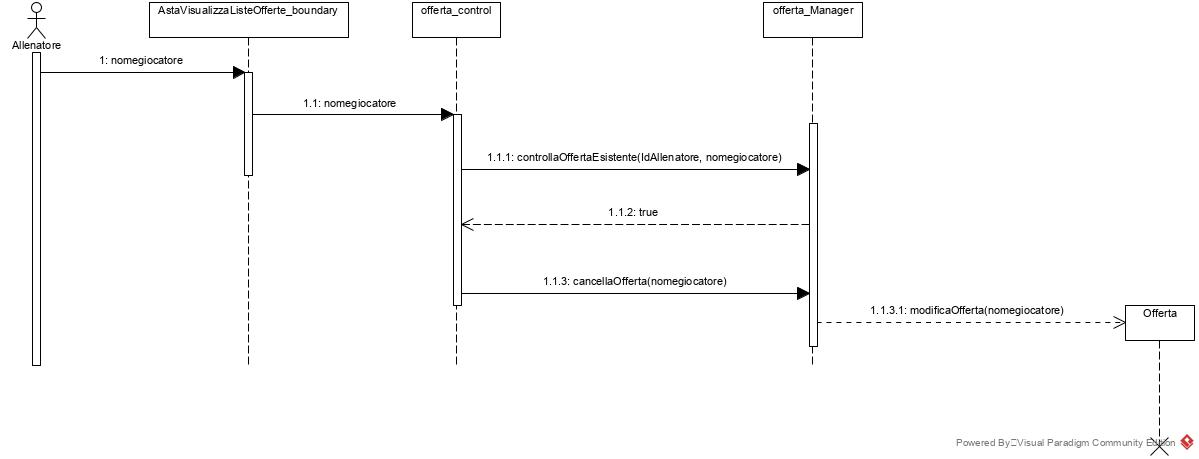 AstaVisualizzaListeOfferte_boundary
offerta_control
offerta_Manager
Allenatore
1: nomegiocatore
1.1: nomegiocatore
1.1.1: controllaOffertaEsistente(IdAllenatore, nomegiocatore)
1.1.2: true
1.1.3: cancellaOfferta(nomegiocatore)
1.1.3.1: modificaOfferta(nomegiocatore)
Offerta
Powered By Visual Paradigm Community Edition